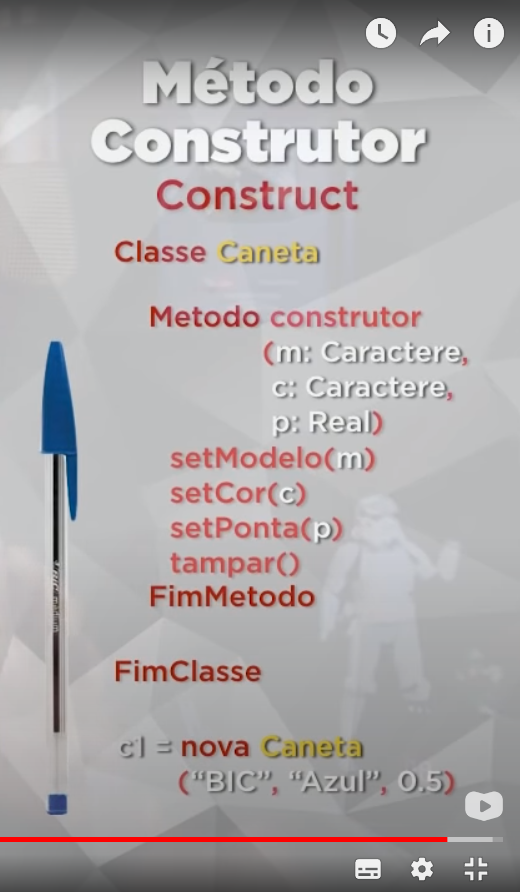 Método
Construtor
Construct
Classe Caneta
Metodo construtor
(m: Caractere,
c: Caractere,
p: Real)
setModelo(m)
setCor(c)
setPonta(p)
tampar()
FimMetodo
FimClasse
c1 = nova Caneta
(“BIC”, “Azul”, 0.5)